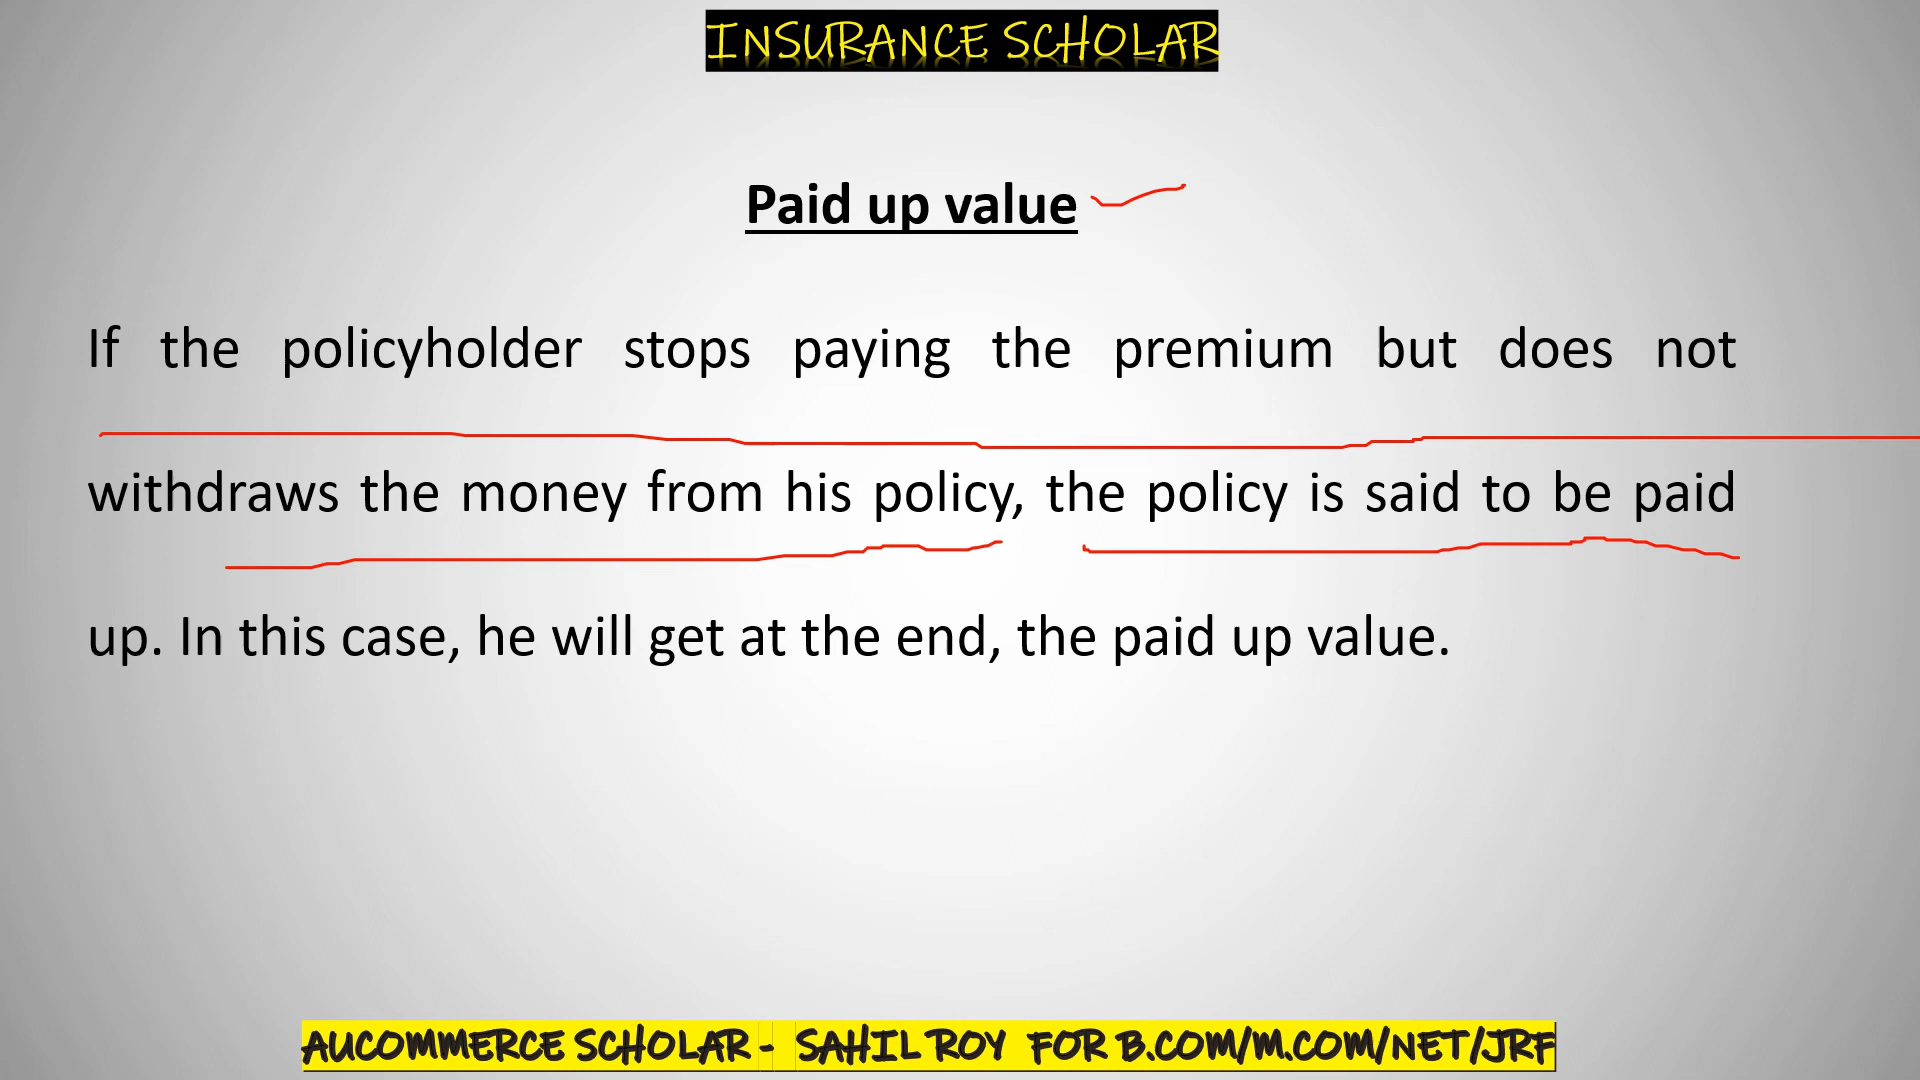 INSURANCE SCHOLAR
Paid up value
If the policyholder stops paying the premium but does not
withdraws the money from his policy, the policy is said to be paid
up. In this case, he will get at the end, the paid up value.
AUCOMMERCE SCHOLAR - SAHIL ROY FOR B.COM/M.COM/NET/JRF